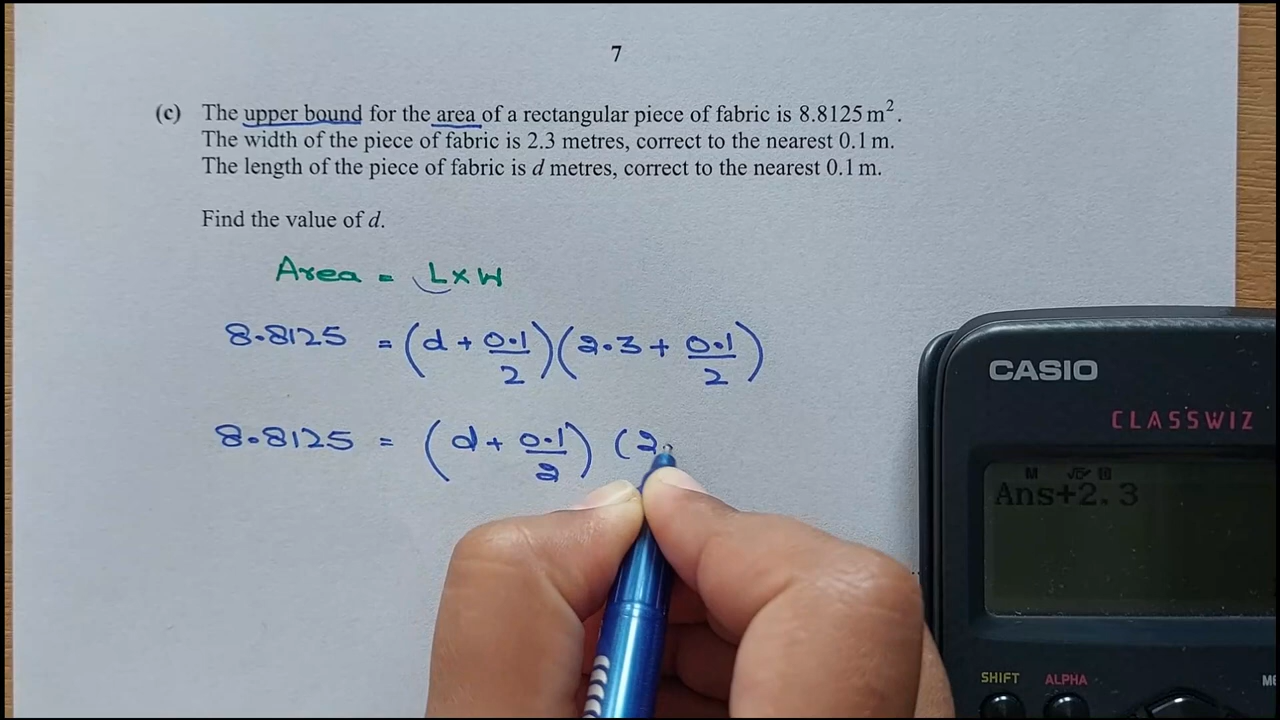 7
(c) The upper bound for the area of a rectangular piece of fabric is 8.8125 m².
The width of the piece of fabric is 2.3 metres, correct to the nearest 0.1 m.
The length of the piece of fabric is d metres, correct to the nearest 0.1 m.
Find the value of d.
Area = L×W
8.8125 = (d + 0.1/2)(2.3 + 0.1/2)
8.8125 = (d + 0.1/2) (2.
CASIO
CLASSWIZ
M
Ans+2.3
SHIFT ALPHA